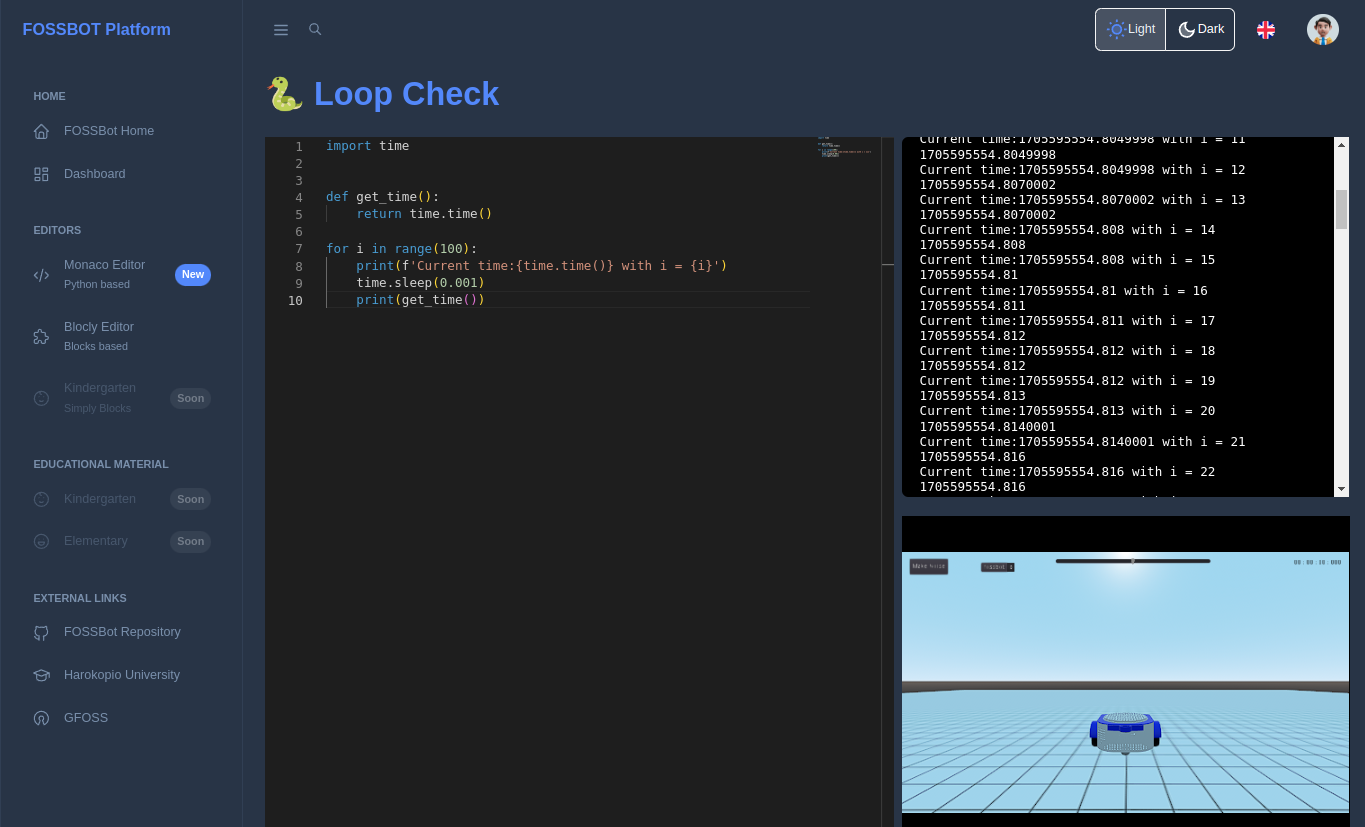 FOSSBOT Platform
Light
Dark
HOME
FOSSBot Home
Dashboard
EDITORS
Monaco Editor
Python based
New
Blocly Editor
Blocks based
Kindergarten
Simply Blocks
Soon
EDUCATIONAL MATERIAL
Kindergarten
Soon
Elementary
Soon
EXTERNAL LINKS
FOSSBot Repository
Harokopio University
GFOSS
Loop Check
1 import time
2
3
4 def get_time():
5     return time.time()
6
7 for i in range(100):
8     print(f'Current time:{time.time()} with i = {i}')
9     time.sleep(0.001)
10     print(get_time())
Current time:1705595554.8049998 with i = 11
1705595554.8049998
Current time:1705595554.8049998 with i = 12
1705595554.8070002
Current time:1705595554.8070002 with i = 13
1705595554.8070002
Current time:1705595554.808 with i = 14
1705595554.808
Current time:1705595554.808 with i = 15
1705595554.81
Current time:1705595554.81 with i = 16
1705595554.811
Current time:1705595554.811 with i = 17
1705595554.812
Current time:1705595554.812 with i = 18
1705595554.812
Current time:1705595554.812 with i = 19
1705595554.813
Current time:1705595554.813 with i = 20
1705595554.8140001
Current time:1705595554.8140001 with i = 21
1705595554.816
Current time:1705595554.816 with i = 22
1705595554.816